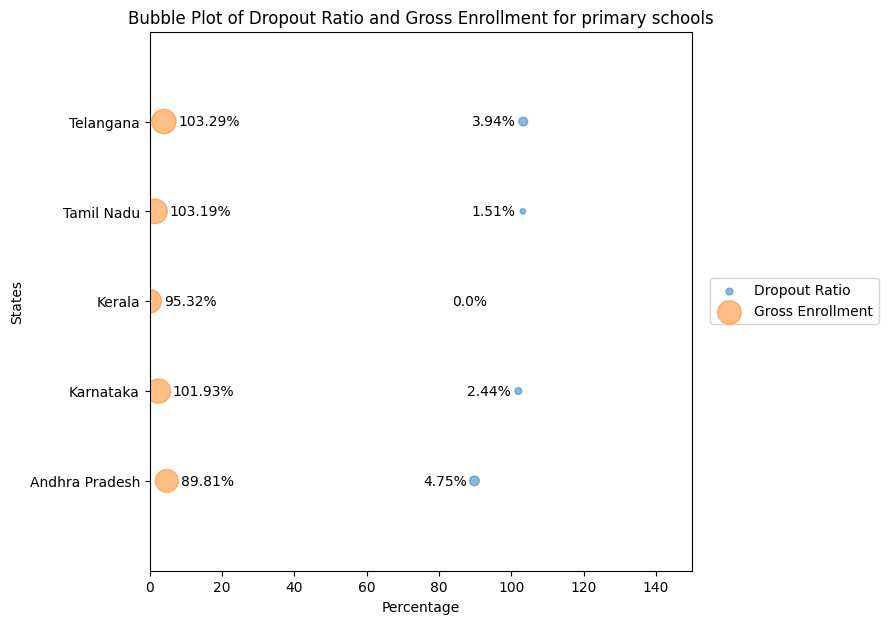 Bubble Plot of Dropout Ratio and Gross Enrollment for primary schools
Telangana 103.29% 3.94%
Tamil Nadu 103.19% 1.51%
Kerala 95.32% 0.0%
Karnataka 101.93% 2.44%
Andhra Pradesh 89.81% 4.75%
States
0 20 40 60 80 100 120 140
Percentage
Dropout Ratio
Gross Enrollment